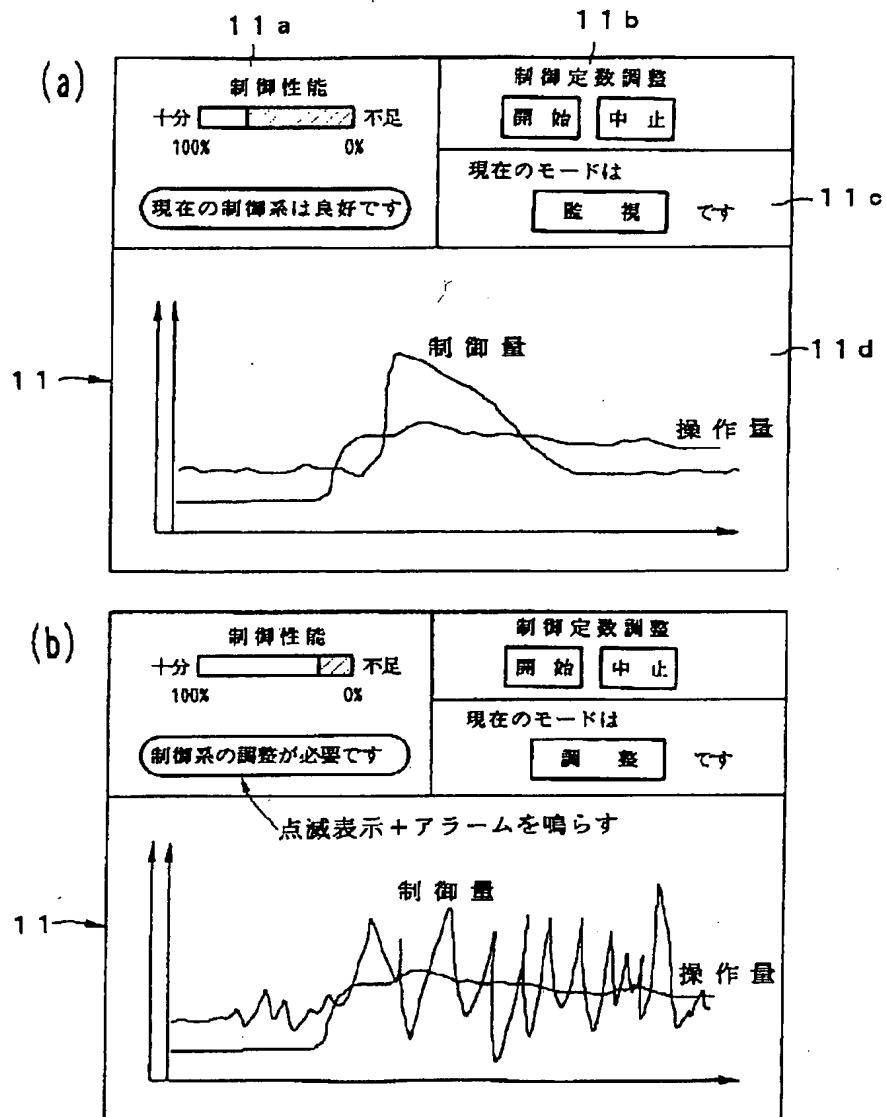 11a
11b
(a)
制御性能
十分 不足
100% 0%
現在の制御系は良好です
制御定数調整
開始 中止
現在のモードは
監視 です
11c
11
制御量
操作量
11d
(b)
制御性能
十分 不足
100% 0%
制御系の調整が必要です
点滅表示+アラームを鳴らす
制御定数調整
開始 中止
現在のモードは
調整 です
11
制御量
操作量